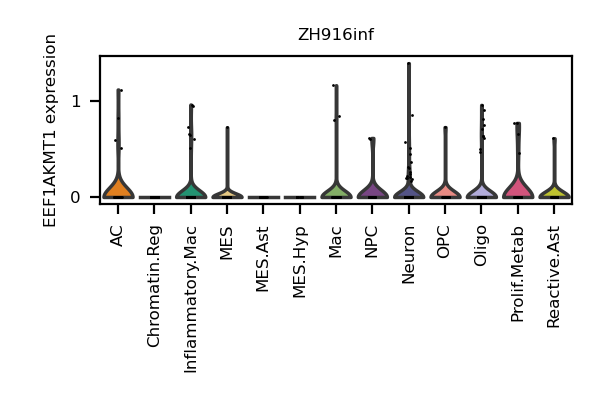 ZH916inf
EEF1AKMT1 expression
1
0
AC
Chromatin.Reg
Inflammatory.Mac
MES
MES.Ast
MES.Hyp
Mac
NPC
Neuron
OPC
Oligo
Prolif.Metab
Reactive.Ast